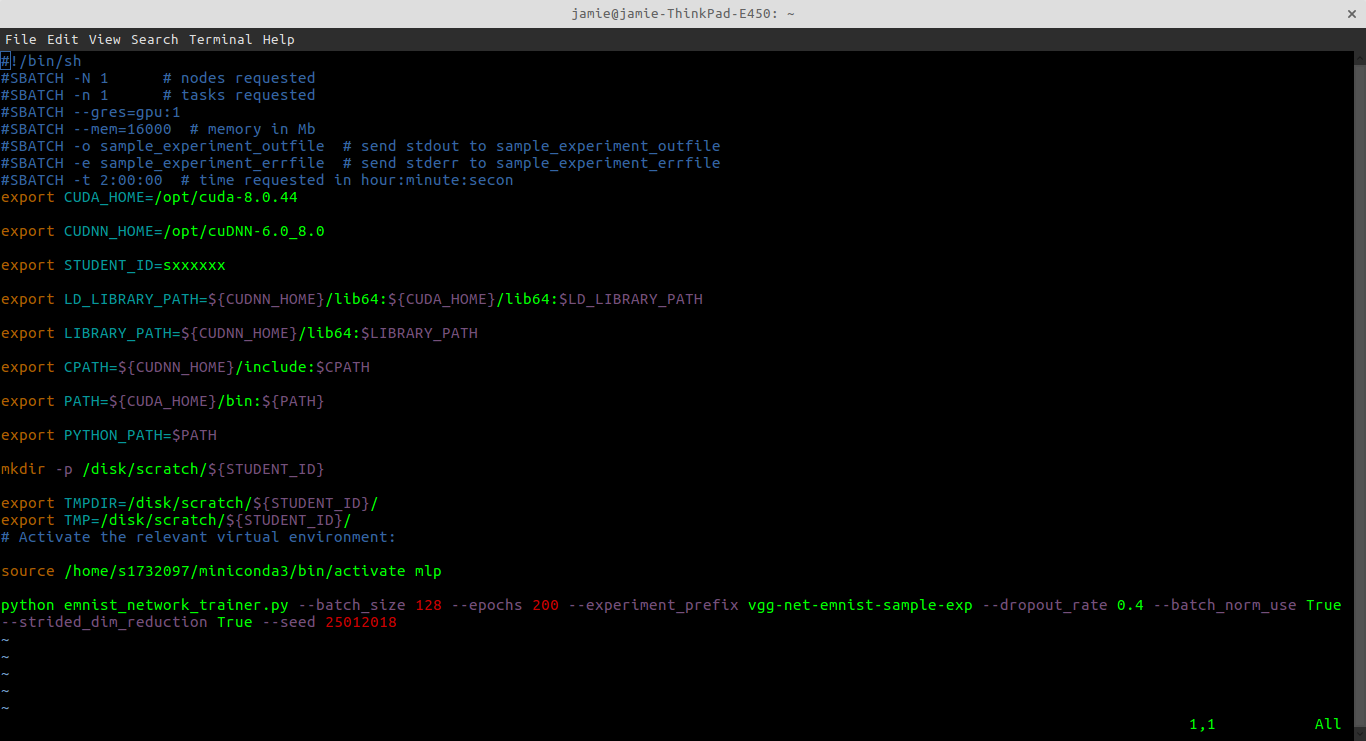 jamie@jamie-ThinkPad-E450: ~
×
File Edit View Search Terminal Help
#!/bin/sh
#SBATCH -N 1      # nodes requested
#SBATCH -n 1      # tasks requested
#SBATCH --gres=gpu:1
#SBATCH --mem=16000  # memory in Mb
#SBATCH -o sample_experiment_outfile  # send stdout to sample_experiment_outfile
#SBATCH -e sample_experiment_errfile  # send stderr to sample_experiment_errfile
#SBATCH -t 2:00:00  # time requested in hour:minute:secon
export CUDA_HOME=/opt/cuda-8.0.44
export CUDNN_HOME=/opt/cuDNN-6.0_8.0
export STUDENT_ID=sxxxxxx
export LD_LIBRARY_PATH=${CUDNN_HOME}/lib64:${CUDA_HOME}/lib64:$LD_LIBRARY_PATH
export LIBRARY_PATH=${CUDNN_HOME}/lib64:$LIBRARY_PATH
export CPATH=${CUDNN_HOME}/include:$CPATH
export PATH=${CUDA_HOME}/bin:${PATH}
export PYTHON_PATH=$PATH
mkdir -p /disk/scratch/${STUDENT_ID}
export TMPDIR=/disk/scratch/${STUDENT_ID}/
export TMP=/disk/scratch/${STUDENT_ID}/
# Activate the relevant virtual environment:
source /home/s1732097/miniconda3/bin/activate mlp
python emnist_network_trainer.py --batch_size 128 --epochs 200 --experiment_prefix vgg-net-emnist-sample-exp --dropout_rate 0.4 --batch_norm_use True
--strided_dim_reduction True --seed 25012018
~
~
~
~
~
1,1 All